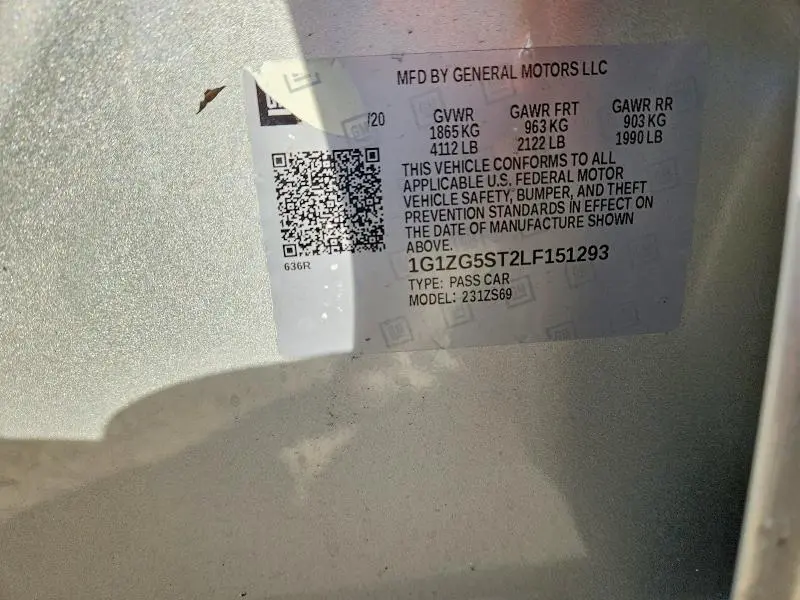 MFD BY GENERAL MOTORS LLC
/20
GVWR
1865 KG
4112 LB
GAWR FRT
963 KG
2122 LB
GAWR RR
903 KG
1990 LB
THIS VEHICLE CONFORMS TO ALL
APPLICABLE U.S. FEDERAL MOTOR
VEHICLE SAFETY, BUMPER, AND THEFT
PREVENTION STANDARDS IN EFFECT ON
THE DATE OF MANUFACTURE SHOWN
ABOVE.
636R
1G1ZG5ST2LF151293
TYPE: PASS CAR
MODEL: 231ZS69